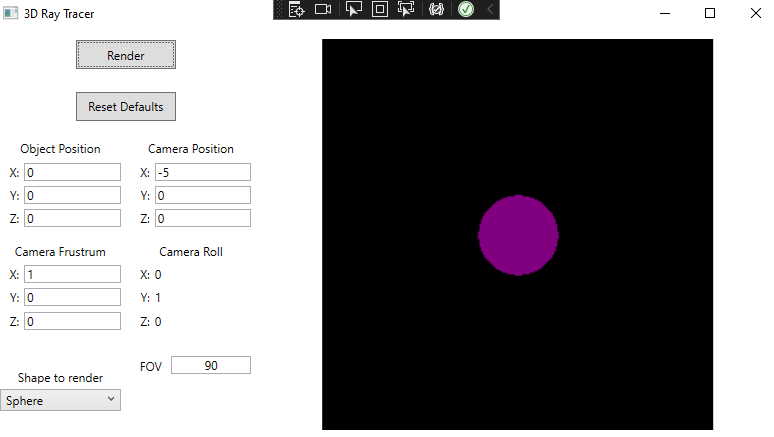 3D Ray Tracer
Render
Reset Defaults
Object Position Camera Position
X: 0 X: -5
Y: 0 Y: 0
Z: 0 Z: 0
Camera Frustrum Camera Roll
X: 1 X: 0
Y: 0 Y: 1
Z: 0 Z: 0
FOV 90
Shape to render
Sphere